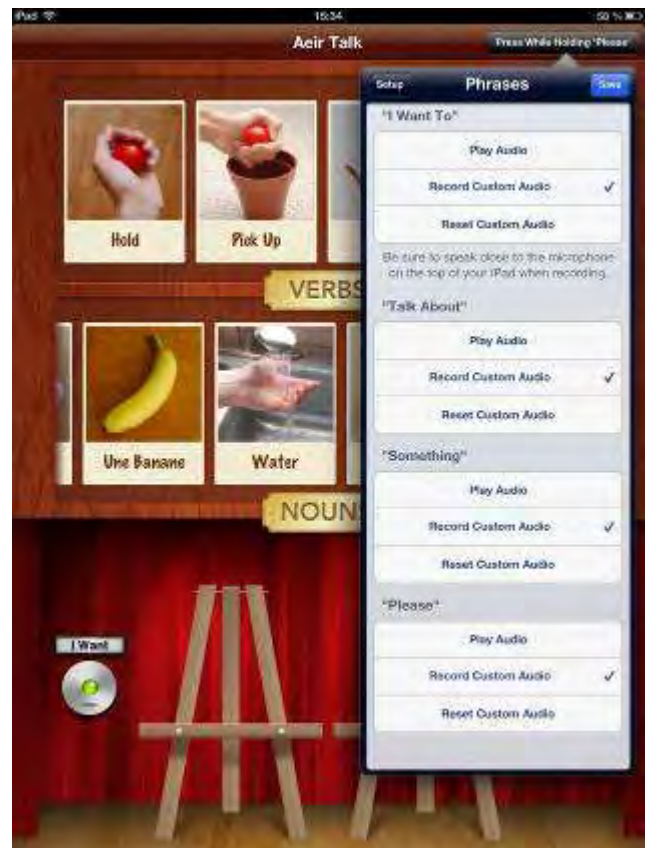 iPad 15:34 50 %
Aeir Talk Press While Holding 'Please'
Setup Phrases Save
"I Want To"
Play Audio
Record Custom Audio ✓
Reset Custom Audio
Be sure to speak close to the microphone
on the top of your iPad when recording.
"Talk About"
Play Audio
Record Custom Audio ✓
Reset Custom Audio
"Something"
Play Audio
Record Custom Audio ✓
Reset Custom Audio
"Please"
Play Audio
Record Custom Audio ✓
Reset Custom Audio
Hold Pick Up
VERBS
Une Banane Water
NOUN
I Want